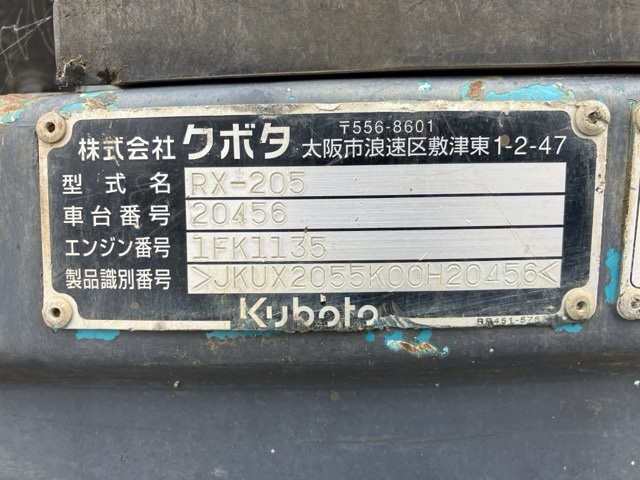 〒556-8601
株式会社クボタ 大阪市浪速区敷津東1-2-47
型式名 RX-205
車台番号 20456
エンジン番号 1FK1135
製品識別番号 >JKUX2055K00H20456<
Kubota